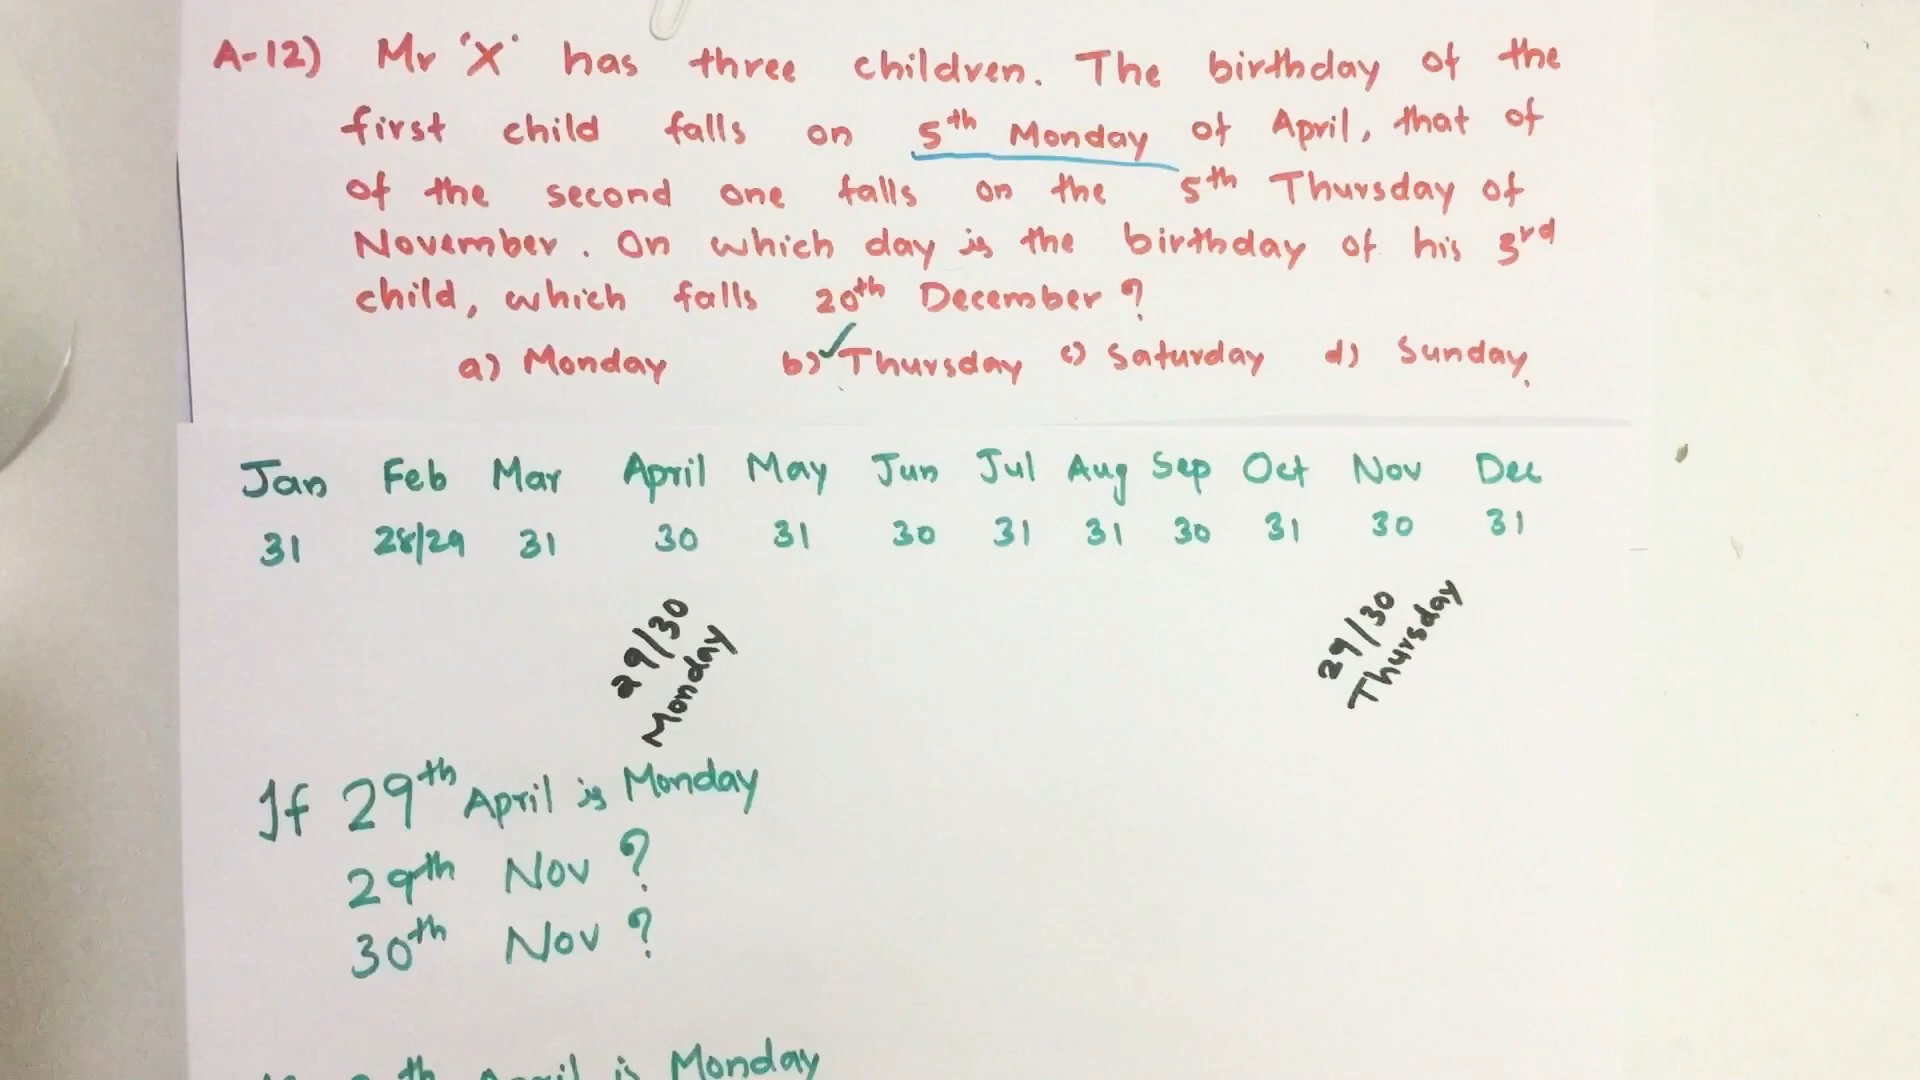 A-12) Mr 'X' has three children. The birthday of the
first child falls on 5th Monday of April, that of
of the second one falls on the 5th Thursday of
November. On which day is the birthday of his 3rd
child, which falls 20th December?
a) Monday b) Thursday c) Saturday d) Sunday.
Jan Feb Mar April May Jun Jul Aug Sep Oct Nov Dec
31 28/29 31 30 31 30 31 31 30 31 30 31
29/30
Monday
29/30
Thursday
If 29th April is Monday
29th Nov ?
30th Nov ?
April is Monday